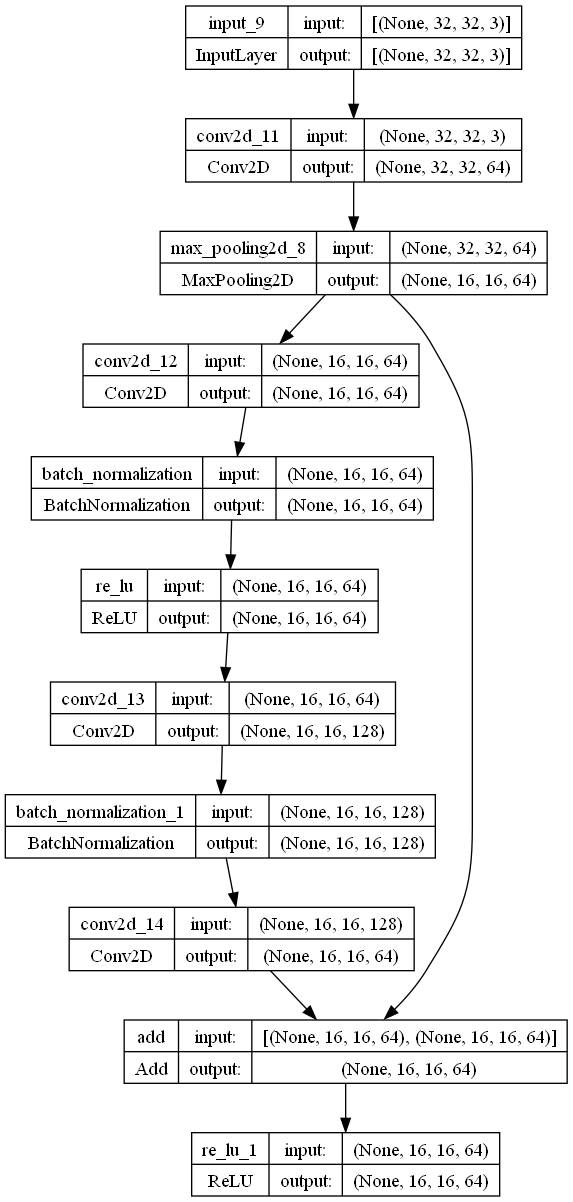 input_9 input: [(None, 32, 32, 3)]
InputLayer output: [(None, 32, 32, 3)]
conv2d_11 input: (None, 32, 32, 3)
Conv2D output: (None, 32, 32, 64)
max_pooling2d_8 input: (None, 32, 32, 64)
MaxPooling2D output: (None, 16, 16, 64)
conv2d_12 input: (None, 16, 16, 64)
Conv2D output: (None, 16, 16, 64)
batch_normalization input: (None, 16, 16, 64)
BatchNormalization output: (None, 16, 16, 64)
re_lu input: (None, 16, 16, 64)
ReLU output: (None, 16, 16, 64)
conv2d_13 input: (None, 16, 16, 64)
Conv2D output: (None, 16, 16, 128)
batch_normalization_1 input: (None, 16, 16, 128)
BatchNormalization output: (None, 16, 16, 128)
conv2d_14 input: (None, 16, 16, 128)
Conv2D output: (None, 16, 16, 64)
add input: [(None, 16, 16, 64), (None, 16, 16, 64)]
Add output: (None, 16, 16, 64)
re_lu_1 input: (None, 16, 16, 64)
ReLU output: (None, 16, 16, 64)